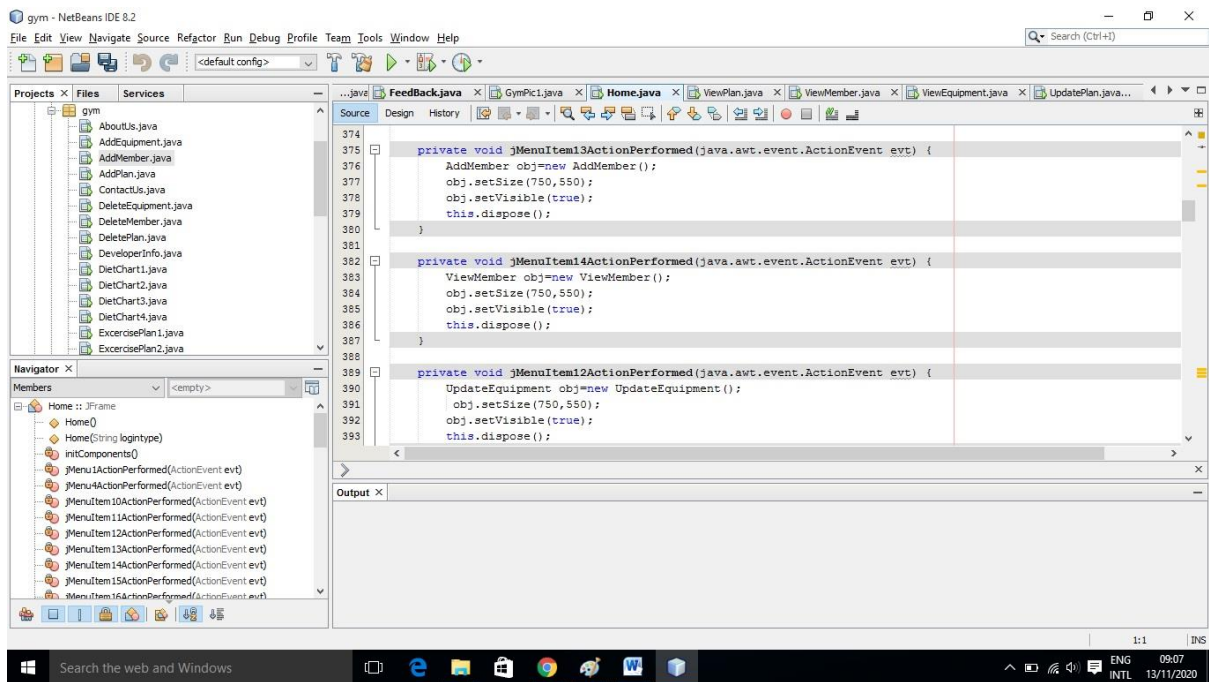 gym - NetBeans IDE 8.2
File Edit View Navigate Source Refactor Run Debug Profile Team Tools Window Help
Search (Ctrl+I)
<default config>
Projects Files Services
gym
AboutUs.java
AddEquipment.java
AddMember.java
AddPlan.java
ContactUs.java
DeleteEquipment.java
DeleteMember.java
DeletePlan.java
DeveloperInfo.java
DietChart1.java
DietChart2.java
DietChart3.java
DietChart4.java
ExcercisePlan1.java
ExcercisePlan2.java
Navigator
Members <empty>
Home :: JFrame
Home()
Home(String logintype)
initComponents()
jMenu1ActionPerformed(ActionEvent evt)
jMenu4ActionPerformed(ActionEvent evt)
jMenuItem10ActionPerformed(ActionEvent evt)
jMenuItem11ActionPerformed(ActionEvent evt)
jMenuItem12ActionPerformed(ActionEvent evt)
jMenuItem13ActionPerformed(ActionEvent evt)
jMenuItem14ActionPerformed(ActionEvent evt)
jMenuItem15ActionPerformed(ActionEvent evt)
jMenuItem16ActionPerformed(ActionEvent evt)
...java FeedBack.java GymPic1.java Home.java ViewPlan.java ViewMember.java ViewEquipment.java UpdatePlan.java...
Source Design History
374
375 private void jMenuItem13ActionPerformed(java.awt.event.ActionEvent evt) {
376 AddMember obj=new AddMember();
377 obj.setSize(750,550);
378 obj.setVisible(true);
379 this.dispose();
380 }
381
382 private void jMenuItem14ActionPerformed(java.awt.event.ActionEvent evt) {
383 ViewMember obj=new ViewMember();
384 obj.setSize(750,550);
385 obj.setVisible(true);
386 this.dispose();
387 }
388
389 private void jMenuItem12ActionPerformed(java.awt.event.ActionEvent evt) {
390 UpdateEquipment obj=new UpdateEquipment();
391 obj.setSize(750,550);
392 obj.setVisible(true);
393 this.dispose();
Output
1:1 INS
Search the web and Windows
ENG 09:07
INTL 13/11/2020